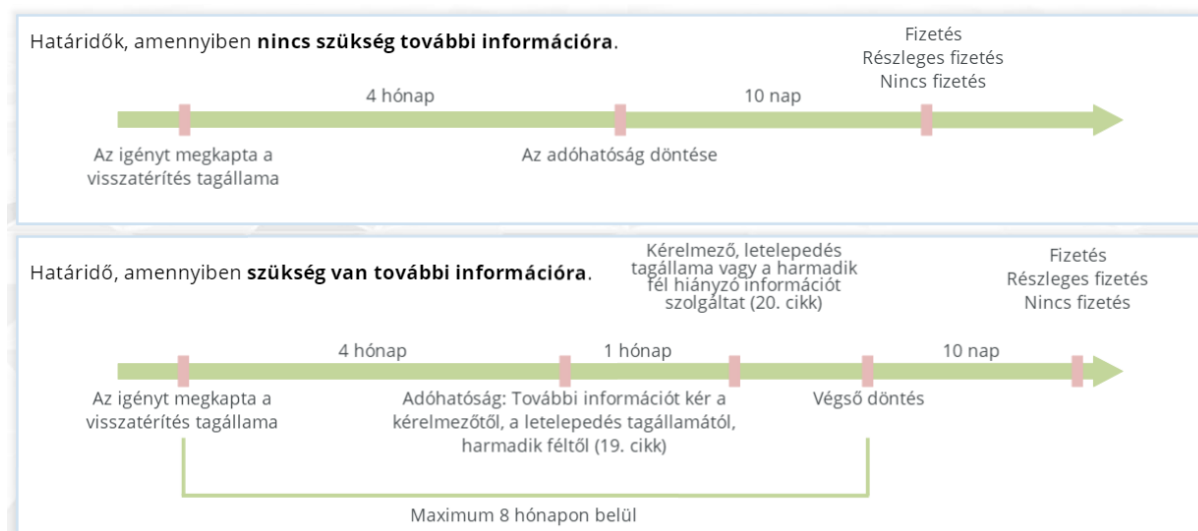 Határidők, amennyiben nincs szükség további információra.
Fizetés
Részleges fizetés
Nincs fizetés
4 hónap
10 nap
Az igényt megkapta a
visszatérítés tagállama
Az adóhatóság döntése
Határidő, amennyiben szükség van további információra.
Kérelmező, letelepedés
tagállama vagy a harmadik
fél hiányzó információt
szolgáltat (20. cikk)
Fizetés
Részleges fizetés
Nincs fizetés
4 hónap
1 hónap
10 nap
Az igényt megkapta a
visszatérítés tagállama
Adóhatóság: További információt kér a
kérelmezőtől, a letelepedés tagállamától,
harmadik féltől (19. cikk)
Végső döntés
Maximum 8 hónapon belül